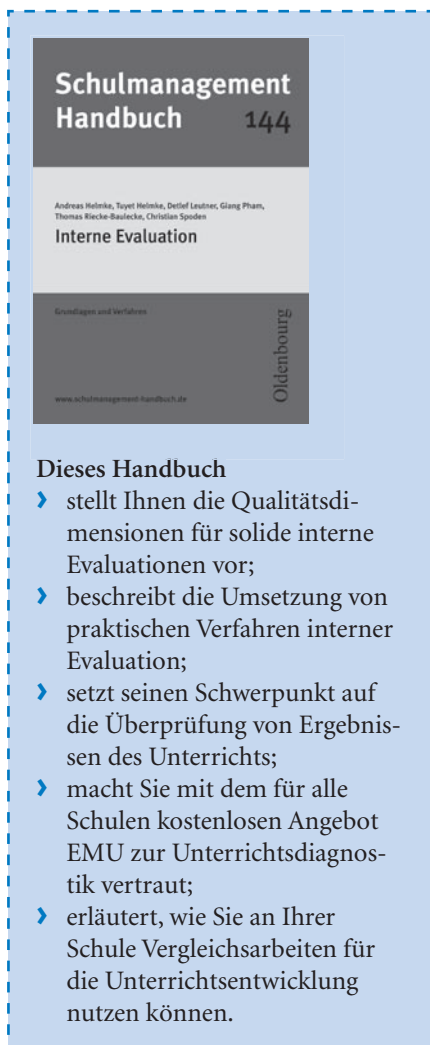 Schulmanagement
Handbuch 144
Andreas Helmke, Tuyet Helmke, Detlef Leutner, Giang Pham,
Thomas Riecke-Baulecke, Christian Spoden
Interne Evaluation
Grundlagen und Verfahren
Oldenbourg
www.schulmanagement-handbuch.de
Dieses Handbuch
› stellt Ihnen die Qualitätsdi-
mensionen für solide interne
Evaluationen vor;
› beschreibt die Umsetzung von
praktischen Verfahren interner
Evaluation;
› setzt seinen Schwerpunkt auf
die Überprüfung von Ergebnis-
sen des Unterrichts;
› macht Sie mit dem für alle
Schulen kostenlosen Angebot
EMU zur Unterrichtsdiagnos-
tik vertraut;
› erläutert, wie Sie an Ihrer
Schule Vergleichsarbeiten für
die Unterrichtsentwicklung
nutzen können.